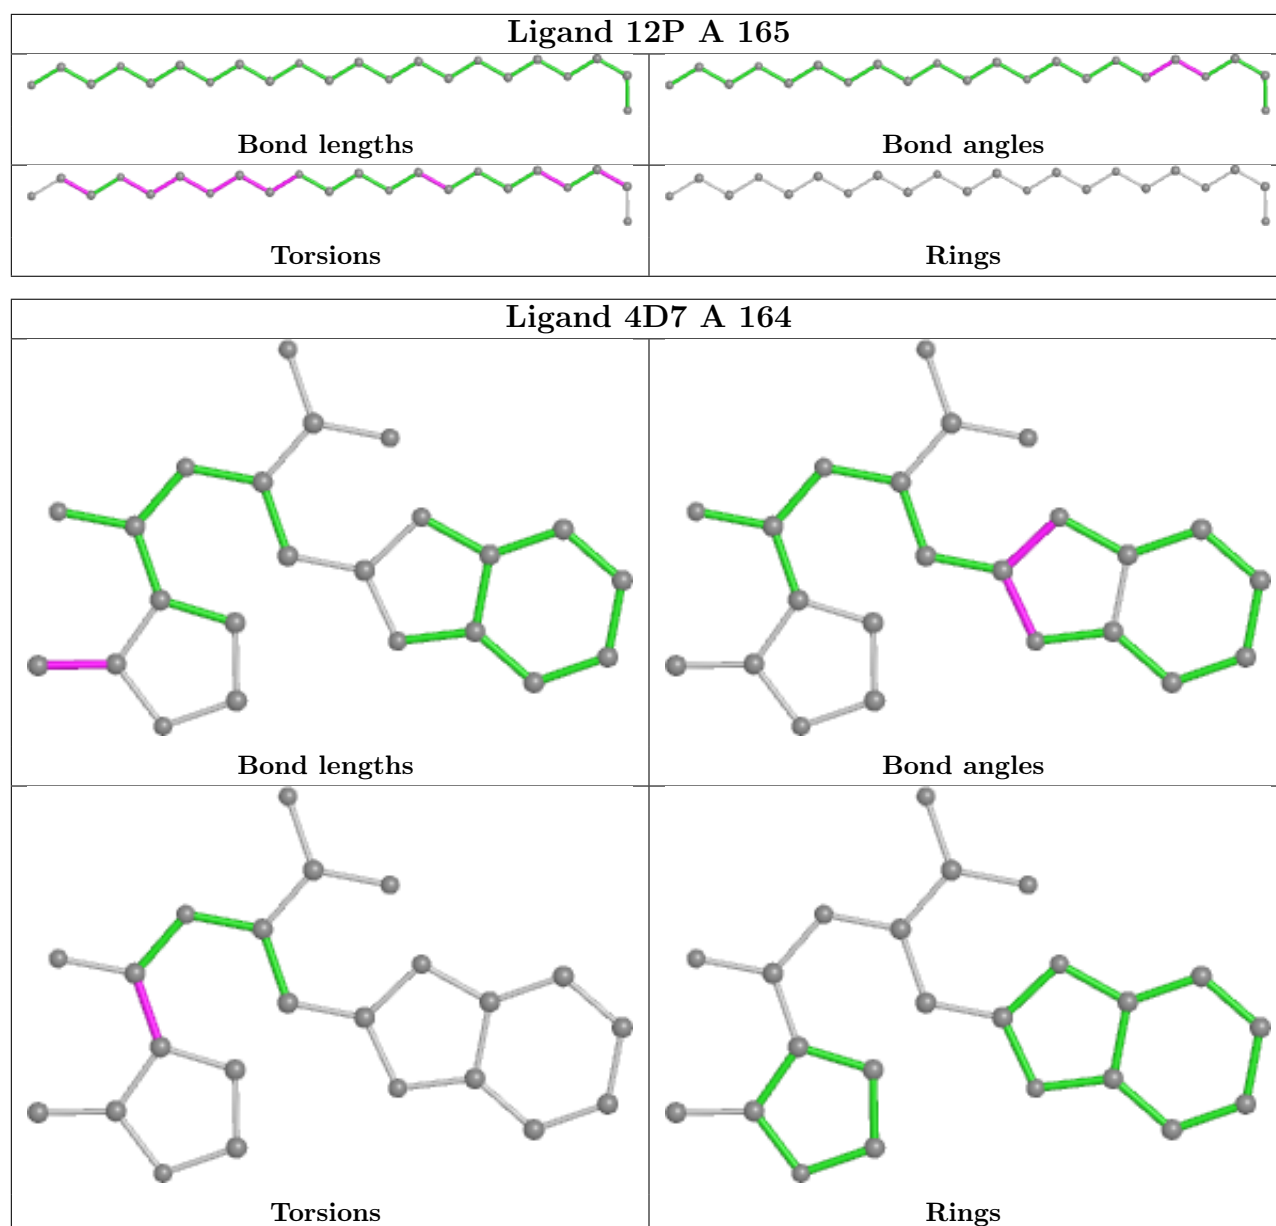 Ligand 12P A 165
Bond lengths
Bond angles
Torsions
Rings
Ligand 4D7 A 164
Bond lengths
Bond angles
Torsions
Rings